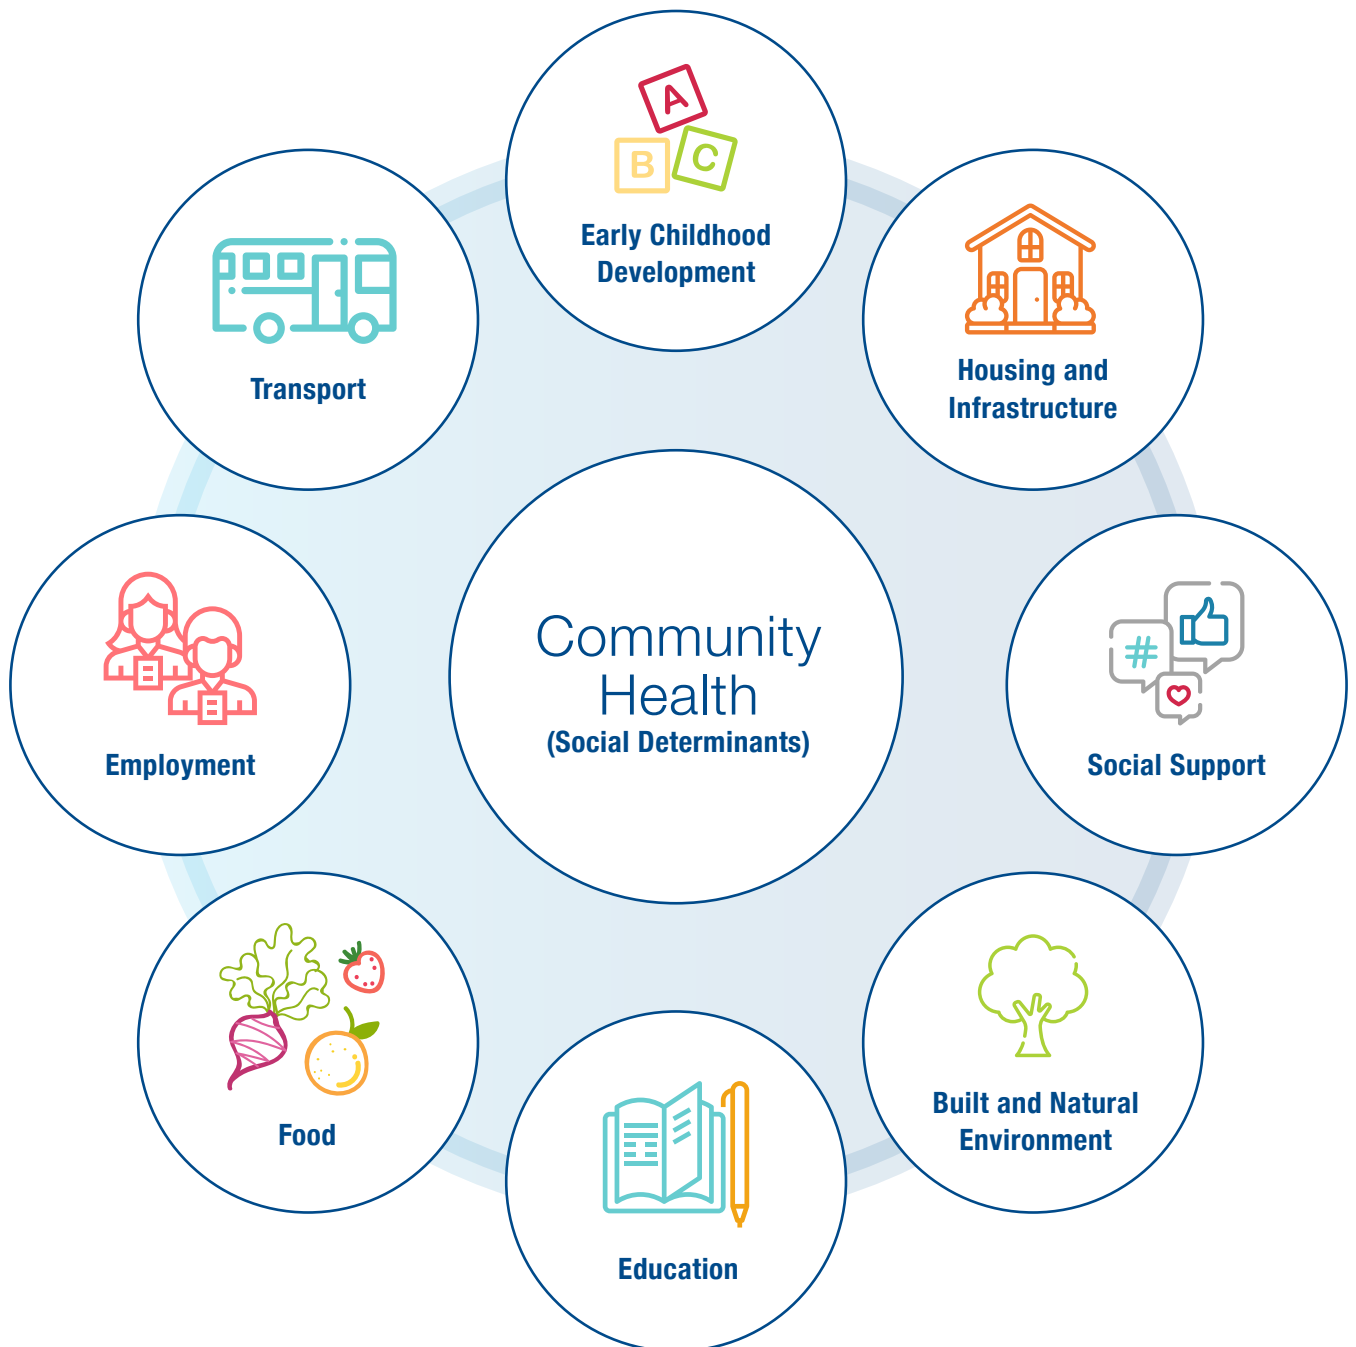 A
B
C
Early Childhood
Development
Transport
Housing and
Infrastructure
Community
Health
(Social Determinants)
Employment
#
Social Support
Food
Built and Natural
Environment
Education